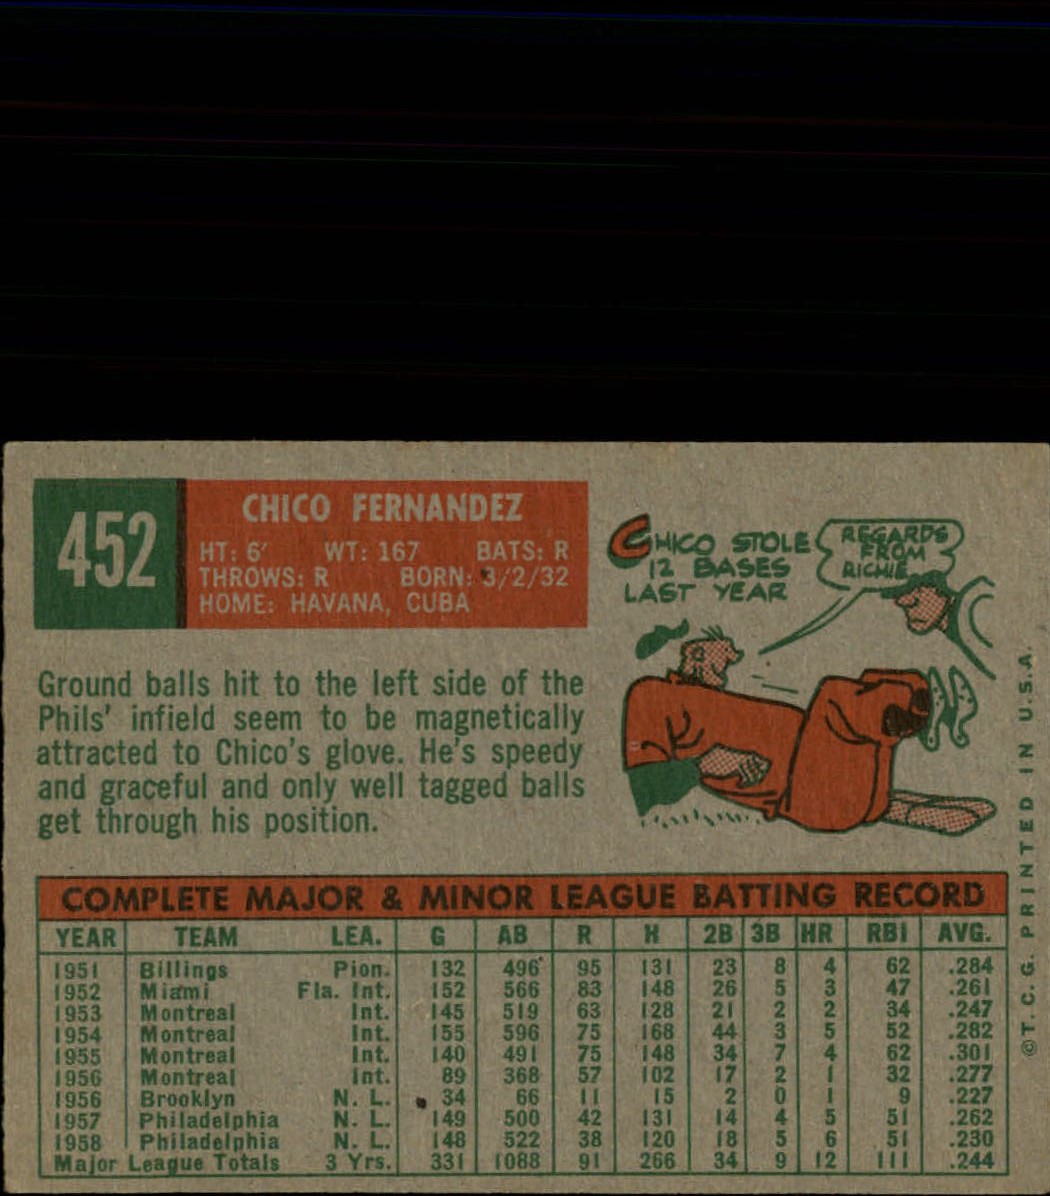 452
CHICO FERNANDEZ
HT: 6' WT: 167 BATS: R
THROWS: R BORN: 3/2/32
HOME: HAVANA, CUBA
CHICO STOLE
12 BASES
LAST YEAR
REGARDS
FROM
RICHIE
Ground balls hit to the left side of the
Phils' infield seem to be magnetically
attracted to Chico's glove. He's speedy
and graceful and only well tagged balls
get through his position.
COMPLETE MAJOR & MINOR LEAGUE BATTING RECORD
YEAR TEAM LEA. G AB R H 2B 3B HR RBI AVG.
1951 Billings Pion. 132 496 95 131 23 8 4 62 .284
1952 Miami Fla. Int. 152 566 83 148 26 5 3 47 .261
1953 Montreal Int. 145 519 63 128 21 2 2 34 .247
1954 Montreal Int. 155 596 75 168 44 3 5 52 .282
1955 Montreal Int. 140 491 75 148 34 7 4 62 .301
1956 Montreal Int. 89 368 57 102 17 2 1 32 .277
1956 Brooklyn N. L. 34 66 11 15 2 0 1 9 .227
1957 Philadelphia N. L. 149 500 42 131 14 4 5 51 .262
1958 Philadelphia N. L. 148 522 38 120 18 5 6 51 .230
Major League Totals 3 Yrs. 331 1088 91 266 34 9 12 111 .244
©T. C. G. PRINTED IN U.S.A.